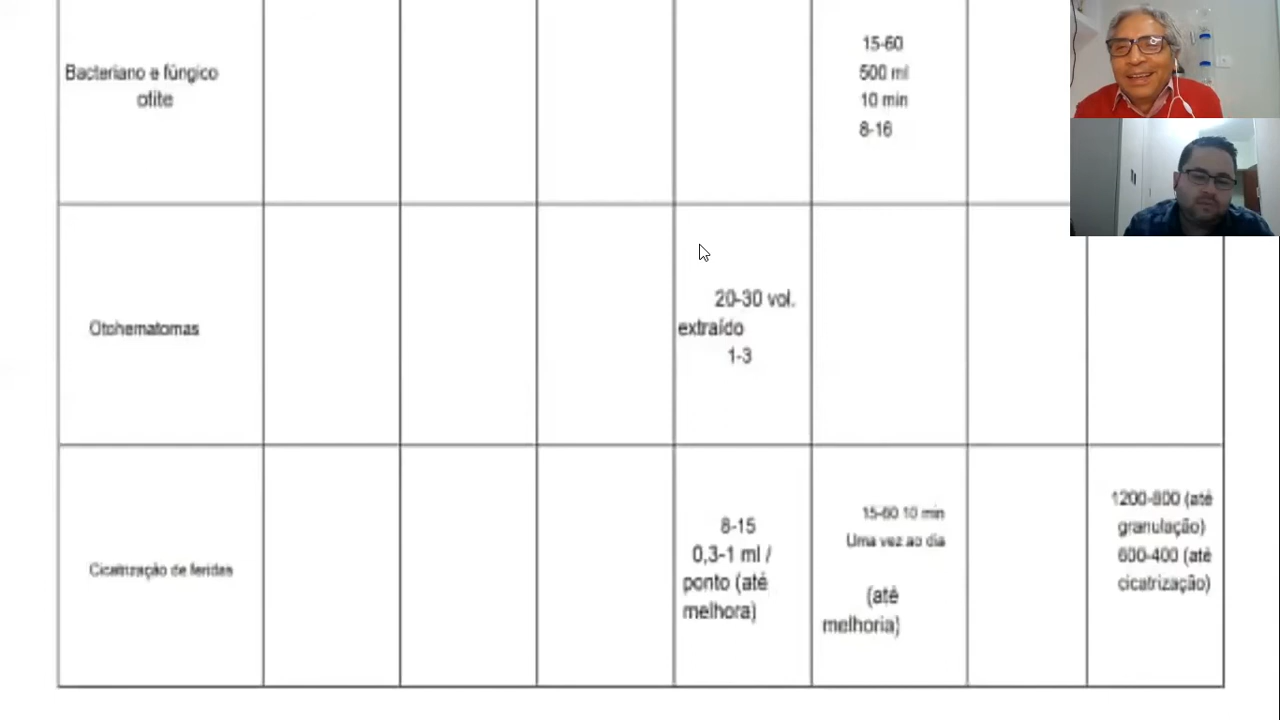 Bacteriano e fúngico
otite
15-60
500 ml
10 min
8-16
Otohematomas
20-30 vol.
extraído
1-3
Cicatrização de feridas
8-15
0,3-1 ml /
ponto (até
melhora)
15-60 10 min
Uma vez ao dia
(até
melhoria)
1200-800 (até
granulação)
600-400 (até
cicatrização)